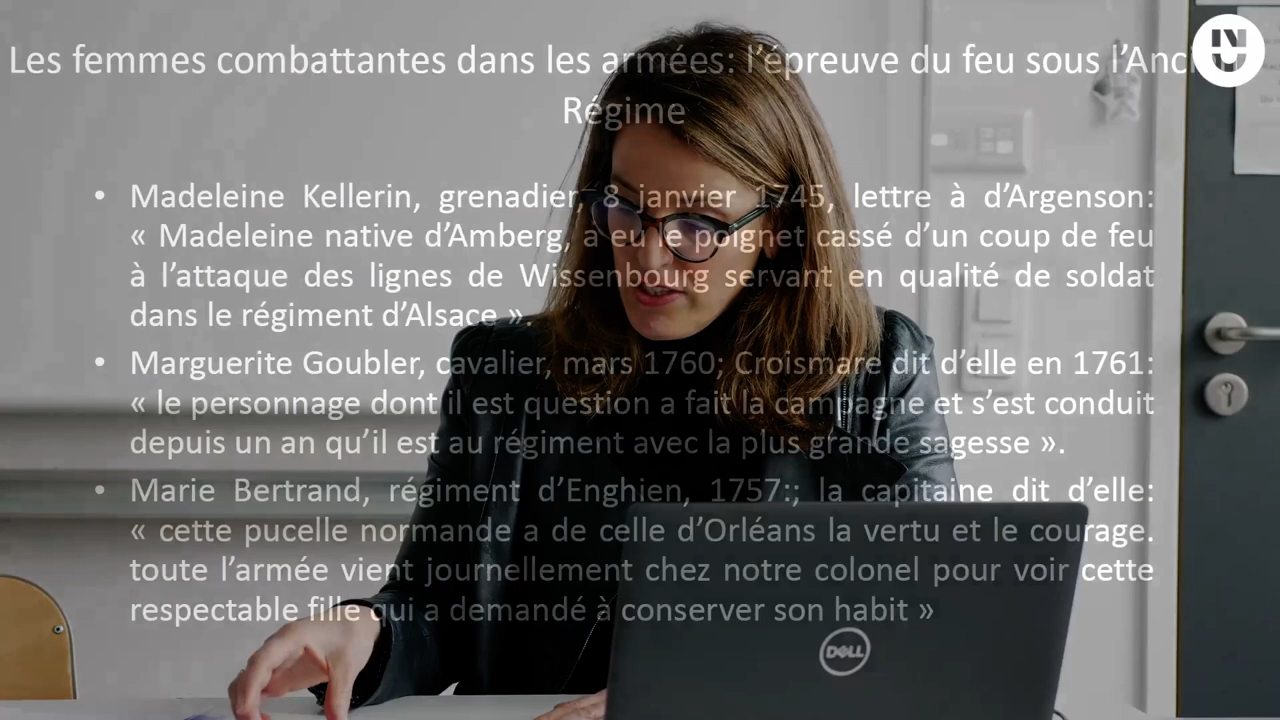 Les femmes combattantes dans les armées: l’épreuve du feu sous l’Anc
Régime
• Madeleine Kellerin, grenadier, 8 janvier 1745, lettre à d’Argenson:
« Madeleine native d’Amberg, a eu le poignet cassé d’un coup de feu
à l’attaque des lignes de Wissenbourg servant en qualité de soldat
dans le régiment d’Alsace ».
• Marguerite Goubler, cavalier, mars 1760; Croismare dit d’elle en 1761:
« le personnage dont il est question a fait la campagne et s’est conduit
depuis un an qu’il est au régiment avec la plus grande sagesse ».
• Marie Bertrand, régiment d’Enghien, 1757:; la capitaine dit d’elle:
« cette pucelle normande a de celle d’Orléans la vertu et le courage.
toute l’armée vient journellement chez notre colonel pour voir cette
respectable fille qui a demandé à conserver son habit »
DELL